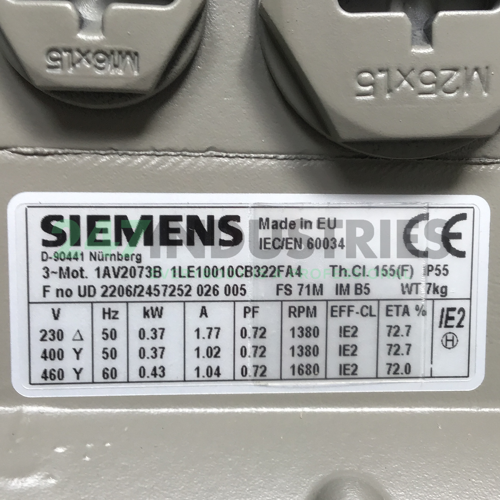 M16x1.5
M25x1.5
SIEMENS
Made in EU
IEC/EN 60034
CE
D-90441 Nürnberg
3~Mot. 1AV2073B 1LE10010CB322FA4 Th.Cl. 155(F) IP55
F no UD 2206/2457252 026 005 FS 71M IM B5 WT 7kg
V Hz kW A PF RPM EFF-CL ETA %
230 Δ 50 0.37 1.77 0.72 1380 IE2 72.7
400 Y 50 0.37 1.02 0.72 1380 IE2 72.7
460 Y 60 0.43 1.04 0.72 1680 IE2 72.0
IE2
H
INDUSTRIES